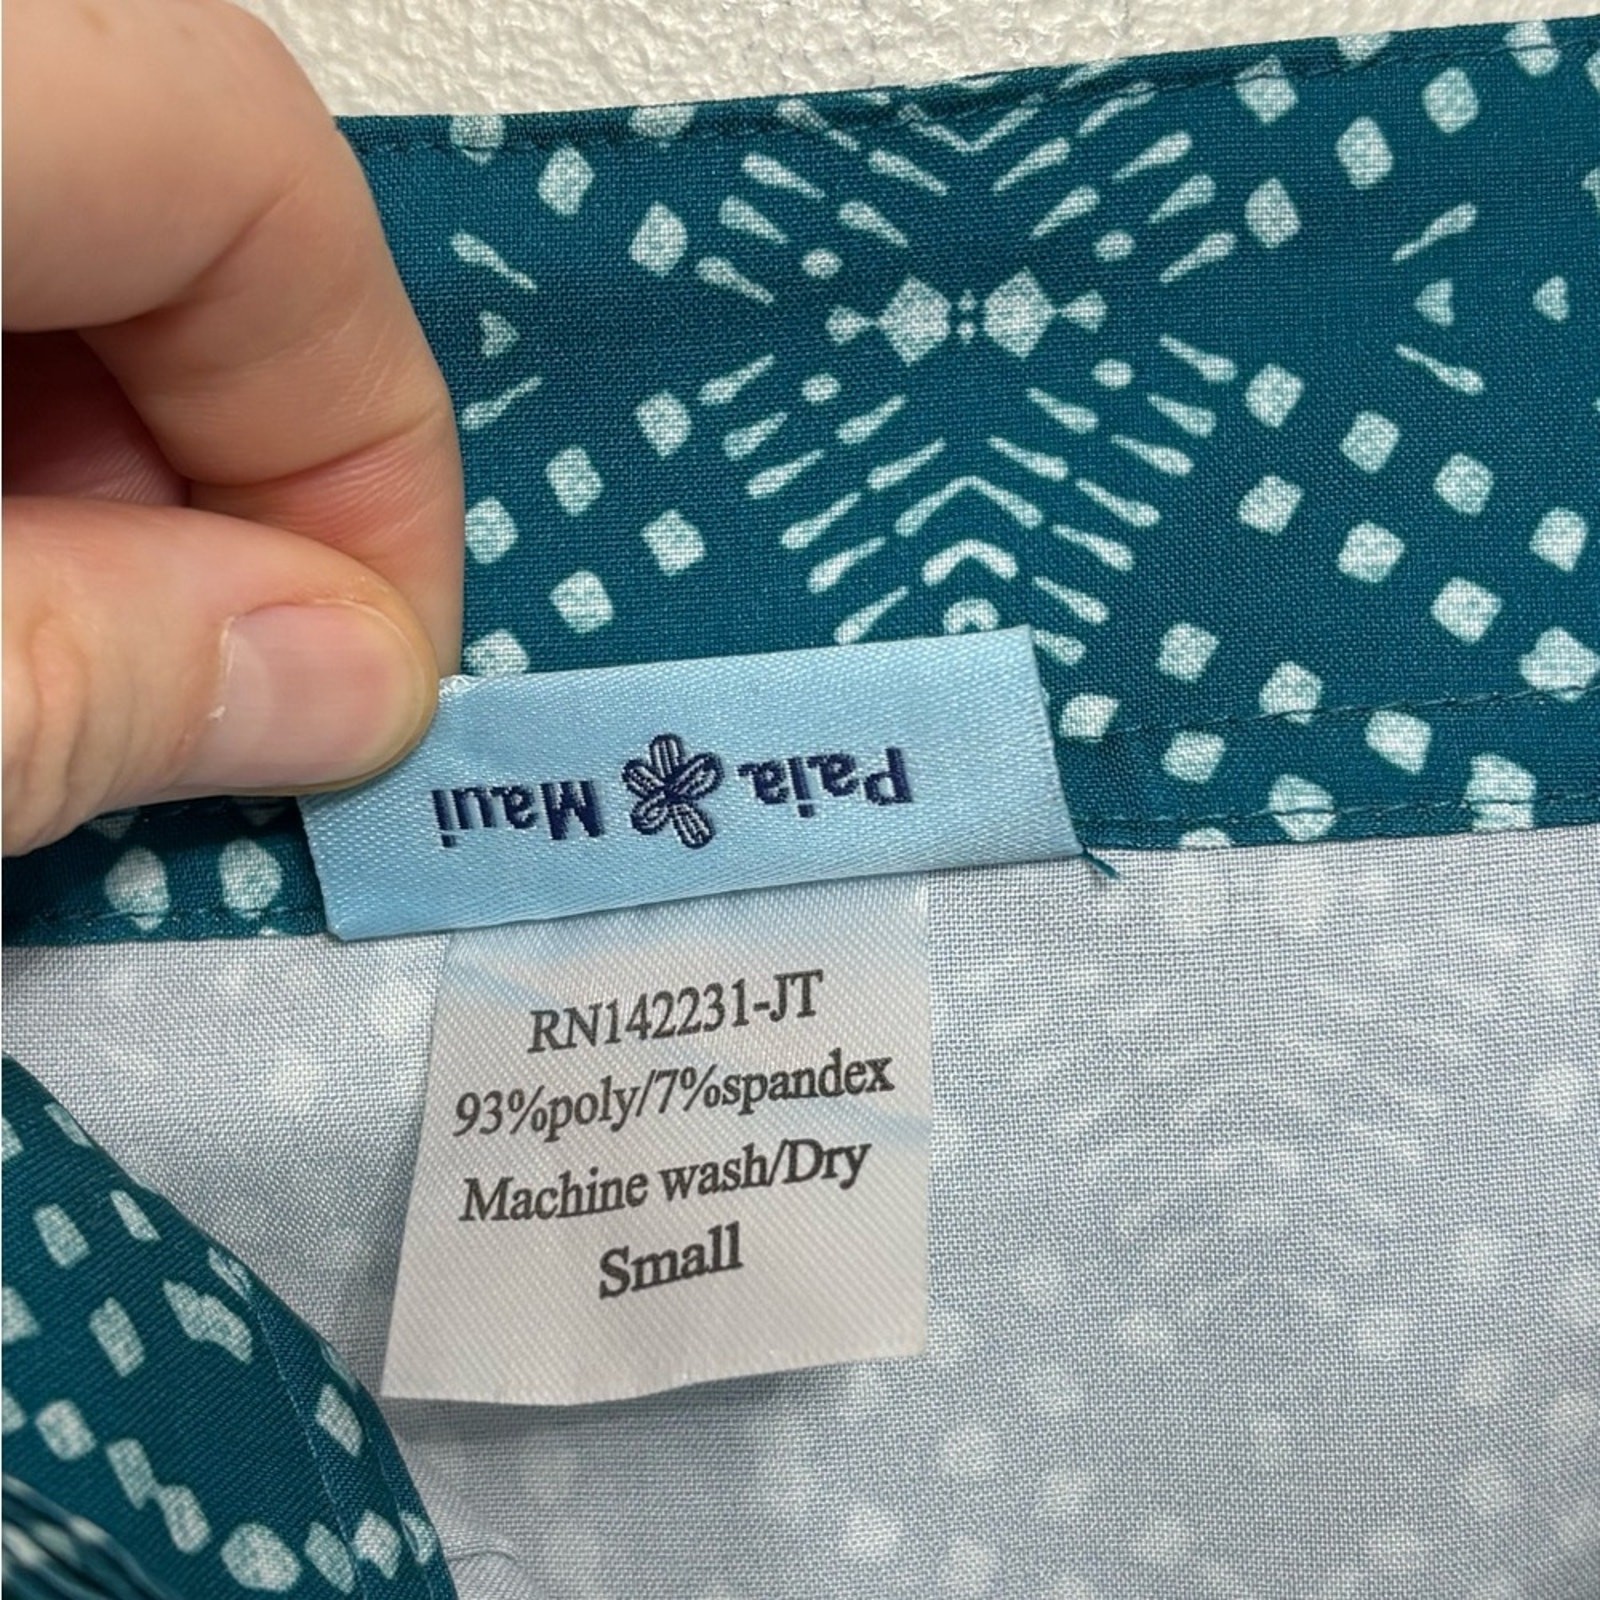 Paia Maui
RN142231-JT
93%poly/7%spandex
Machine wash/Dry
Small